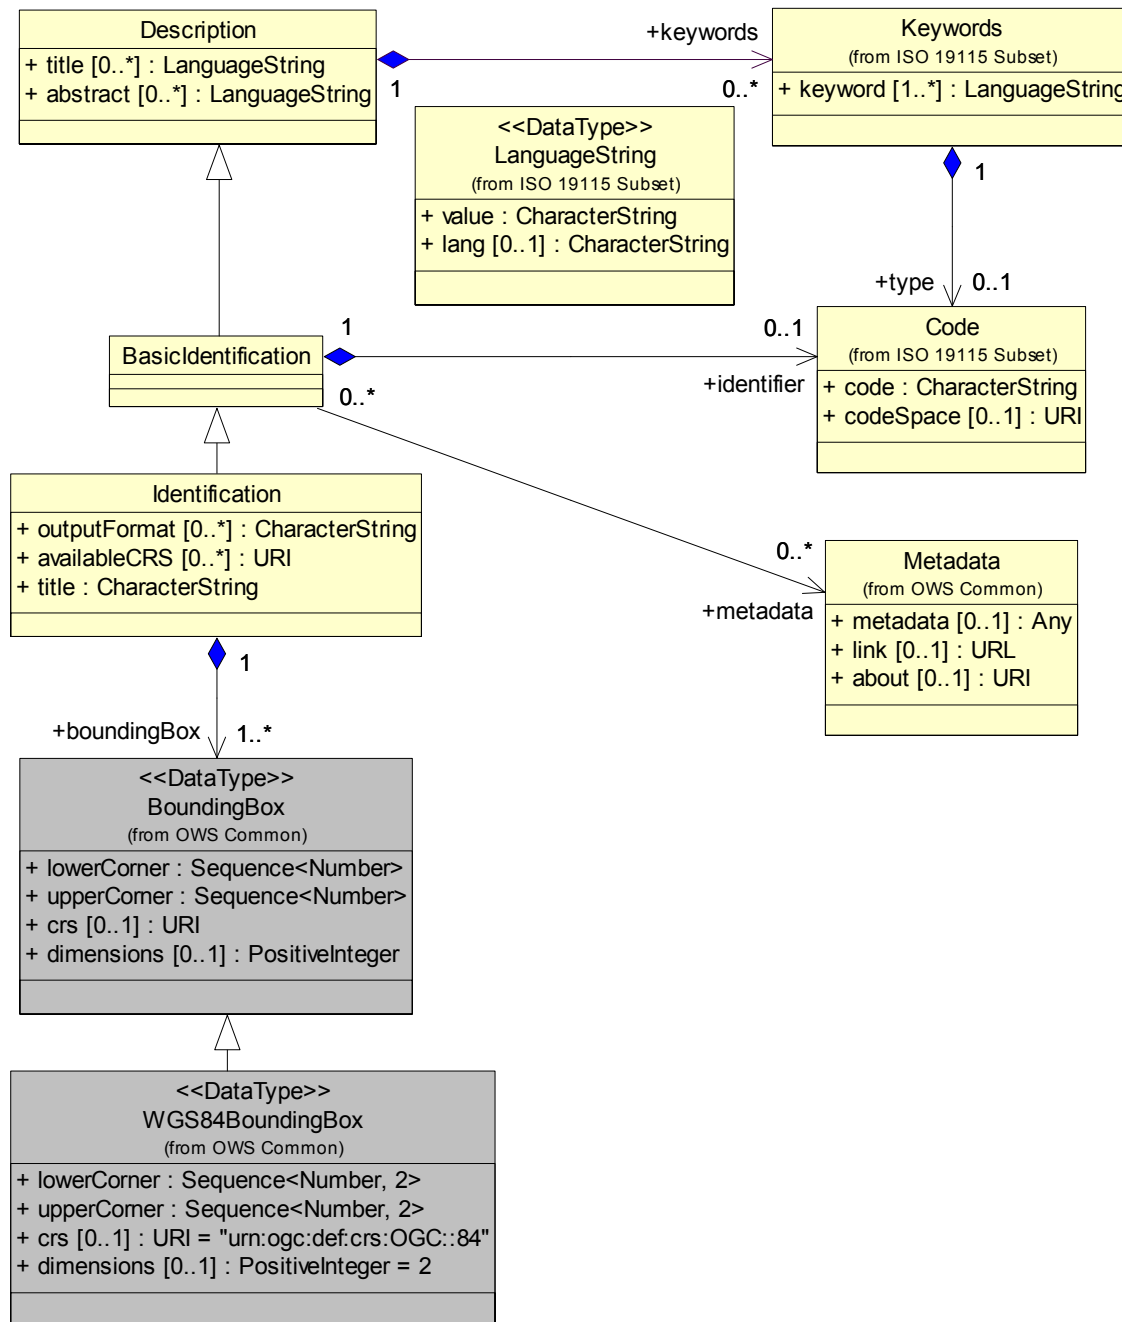 Description
+ title [0..*] : LanguageString
+ abstract [0..*] : LanguageString
+keywords
1
0..*
Keywords
(from ISO 19115 Subset)
+ keyword [1..*] : LanguageString
<<DataType>>
LanguageString
(from ISO 19115 Subset)
+ value : CharacterString
+ lang [0..1] : CharacterString
1
+type
0..1
BasicIdentification
1
0..1
+identifier
0..*
Code
(from ISO 19115 Subset)
+ code : CharacterString
+ codeSpace [0..1] : URI
Identification
+ outputFormat [0..*] : CharacterString
+ availableCRS [0..*] : URI
+ title : CharacterString
0..*
+metadata
Metadata
(from OWS Common)
+ metadata [0..1] : Any
+ link [0..1] : URL
+ about [0..1] : URI
1
+boundingBox
1..*
<<DataType>>
BoundingBox
(from OWS Common)
+ lowerCorner : Sequence<Number>
+ upperCorner : Sequence<Number>
+ crs [0..1] : URI
+ dimensions [0..1] : PositiveInteger
<<DataType>>
WGS84BoundingBox
(from OWS Common)
+ lowerCorner : Sequence<Number, 2>
+ upperCorner : Sequence<Number, 2>
+ crs [0..1] : URI = "urn:ogc:def:crs:OGC::84"
+ dimensions [0..1] : PositiveInteger = 2